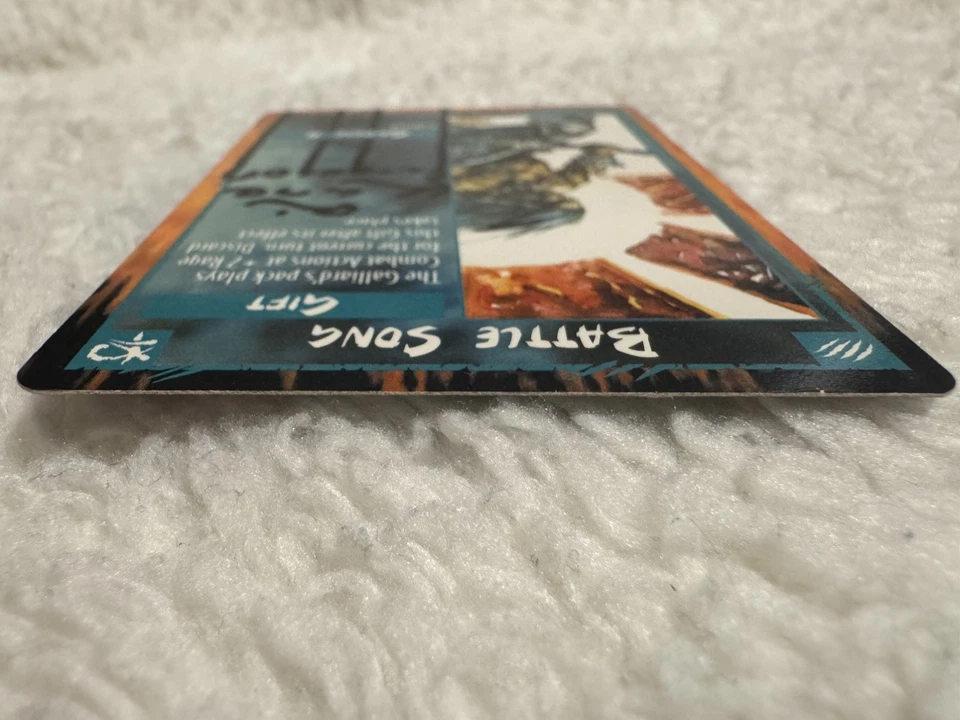 BATTLE SONG
GIFT
The Galliard's pack plays
Combat Actions at +2 Rage
for the current turn. Discard
this Gift after its effect
takes place.